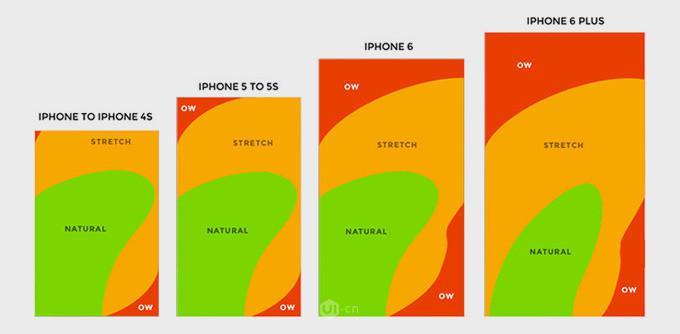 IPHONE TO IPHONE 4S
STRETCH
NATURAL
OW
IPHONE 5 TO 5S
OW
STRETCH
NATURAL
OW
IPHONE 6
OW
STRETCH
NATURAL
OW
UI·cn
IPHONE 6 PLUS
OW
STRETCH
NATURAL
OW